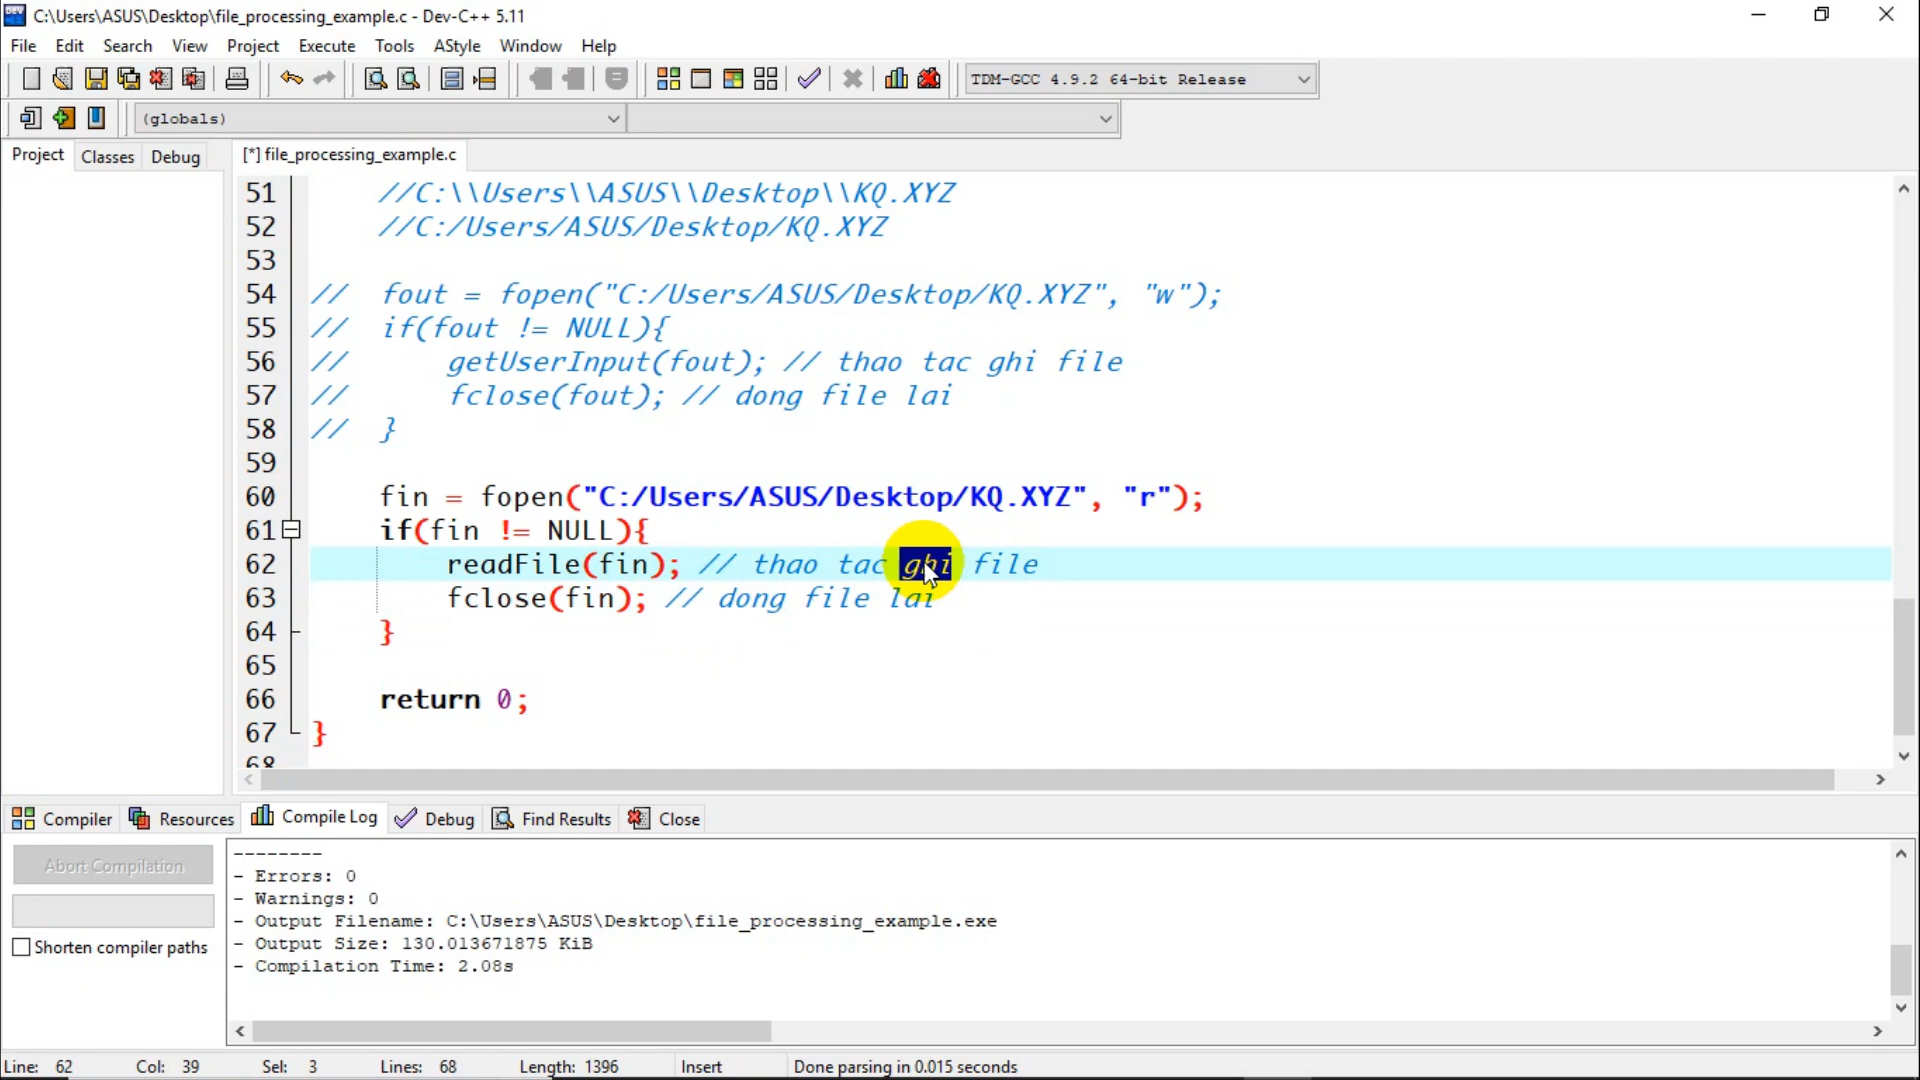 C:\Users\ASUS\Desktop\file_processing_example.c - Dev-C++ 5.11
File Edit Search View Project Execute Tools AStyle Window Help
TDM-GCC 4.9.2 64-bit Release
(globals)
Project Classes Debug [*] file_processing_example.c
51 //C:\\Users\\ASUS\\Desktop\\KQ.XYZ
52 //C:/Users/ASUS/Desktop/KQ.XYZ
53
54 // fout = fopen("C:/Users/ASUS/Desktop/KQ.XYZ", "w");
55 // if(fout != NULL){
56 // getUserInput(fout); // thao tac ghi file
57 // fclose(fout); // dong file lai
58 // }
59
60 fin = fopen("C:/Users/ASUS/Desktop/KQ.XYZ", "r");
61 if(fin != NULL){
62 readFile(fin); // thao tac ghi file
63 fclose(fin); // dong file lai
64 }
65
66 return 0;
67 }
68
Compiler Resources Compile Log Debug Find Results Close
Abort Compilation
Shorten compiler paths
--------
- Errors: 0
- Warnings: 0
- Output Filename: C:\Users\ASUS\Desktop\file_processing_example.exe
- Output Size: 130.013671875 KiB
- Compilation Time: 2.08s
Line: 62 Col: 39 Sel: 3 Lines: 68 Length: 1396 Insert Done parsing in 0.015 seconds